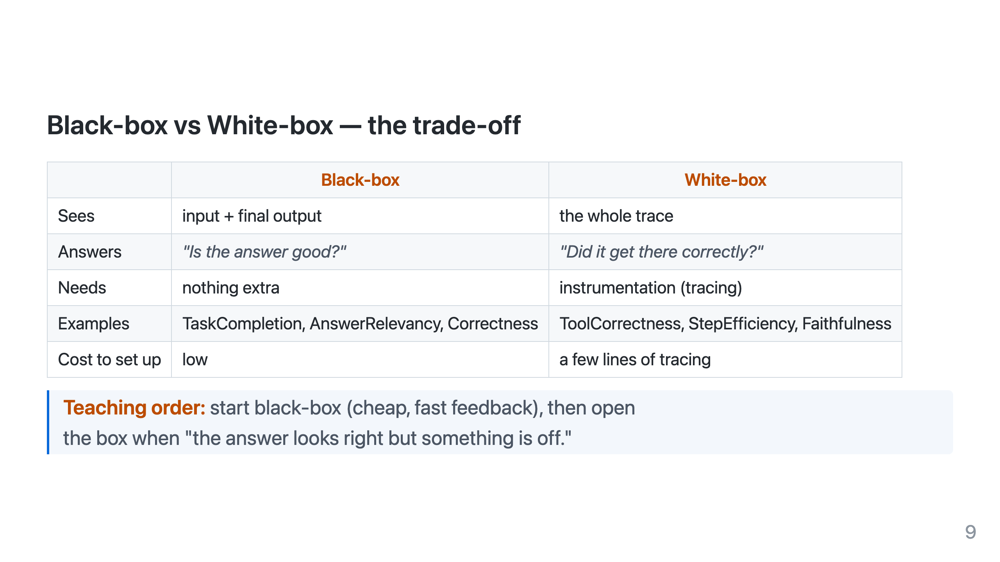 Black-box vs White-box — the trade-off
Black-box White-box
Sees input + final output the whole trace
Answers "Is the answer good?" "Did it get there correctly?"
Needs nothing extra instrumentation (tracing)
Examples TaskCompletion, AnswerRelevancy, Correctness ToolCorrectness, StepEfficiency, Faithfulness
Cost to set up low a few lines of tracing
Teaching order: start black-box (cheap, fast feedback), then open
the box when "the answer looks right but something is off."
9